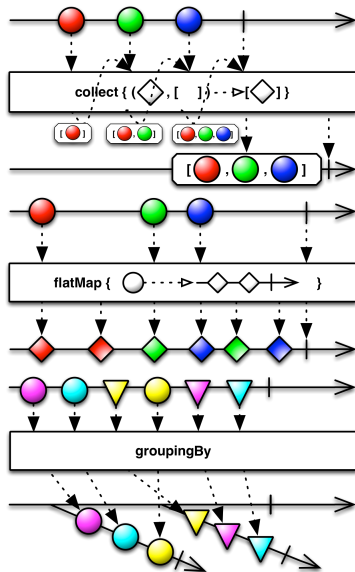 collect { ( , [ ] ) [ ] }
[ ] [ , ] [ , , ]
[ , , ]
flatMap { }
groupingBy